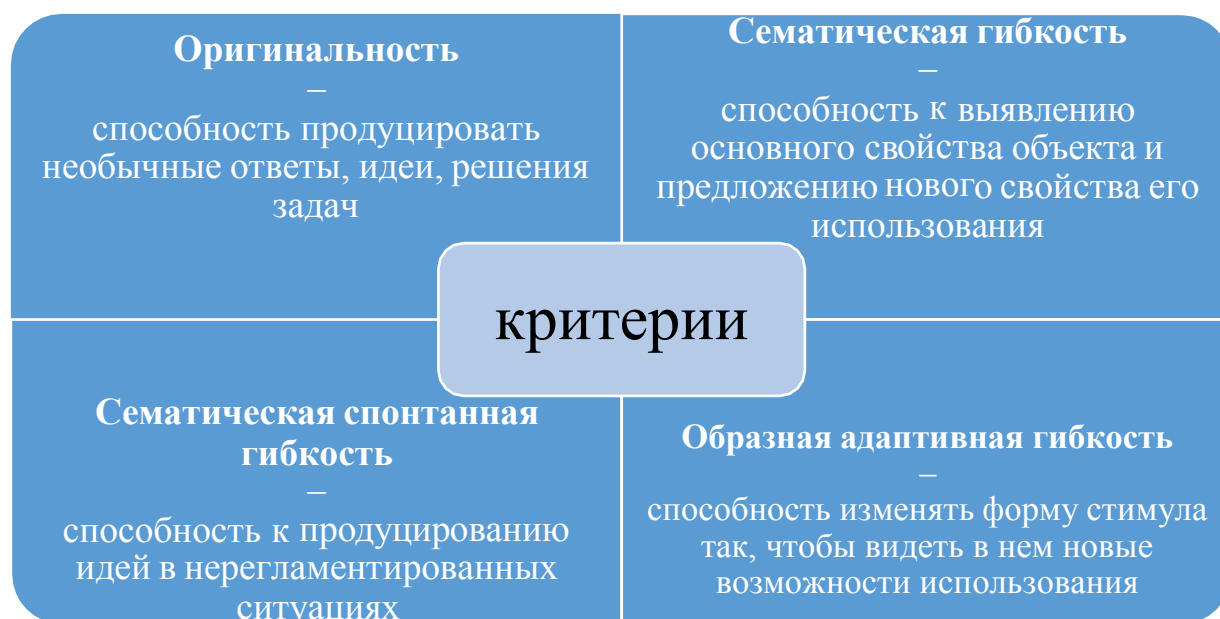 Оригинальность
–
способность продуцировать
необычные ответы, идеи, решения
задач
Сематическая гибкость
–
способность к выявлению
основного свойства объекта и
предложению нового свойства его
использования
критерии
Сематическая спонтанная
гибкость
–
способность к продуцированию
идей в нерегламентированных
ситуациях
Образная адаптивная гибкость
–
способность изменять форму стимула
так, чтобы видеть в нем новые
возможности использования